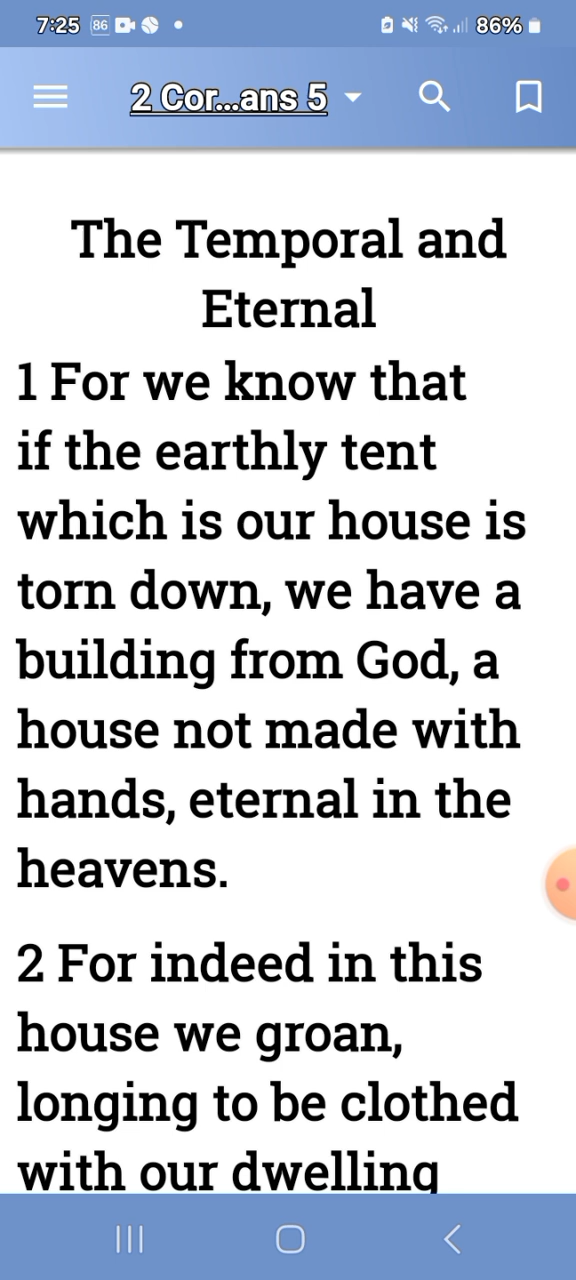 7:25 86 86%
2 Cor...ans 5
The Temporal and
Eternal
1 For we know that
if the earthly tent
which is our house is
torn down, we have a
building from God, a
house not made with
hands, eternal in the
heavens.
2 For indeed in this
house we groan,
longing to be clothed
with our dwelling